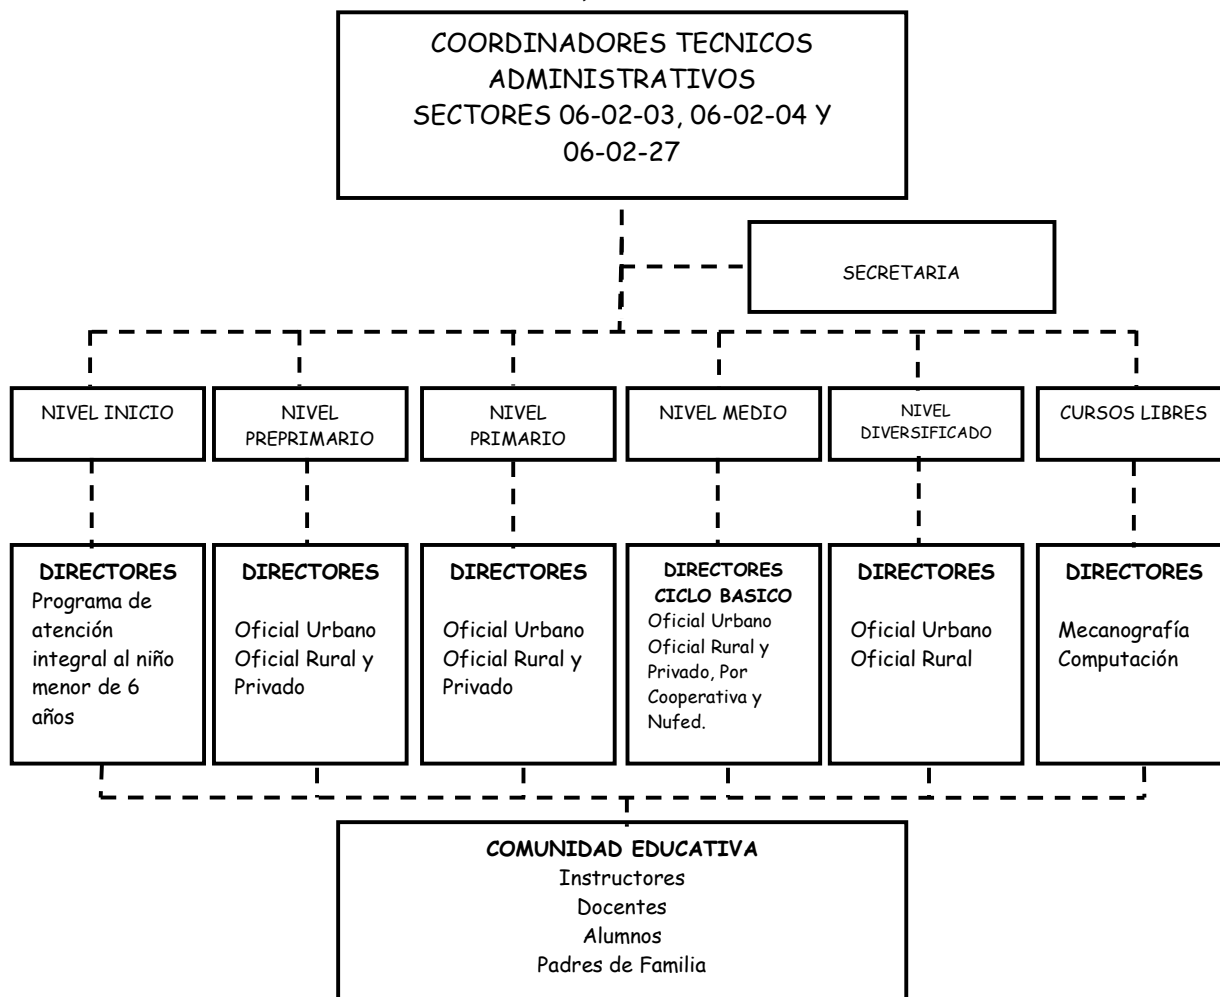 COORDINADORES TECNICOS
ADMINISTRATIVOS
SECTORES 06-02-03, 06-02-04 Y
06-02-27
SECRETARIA
NIVEL INICIO
NIVEL
PREPRIMARIO
NIVEL
PRIMARIO
NIVEL MEDIO
NIVEL
DIVERSIFICADO
CURSOS LIBRES
DIRECTORES
Programa de
atención
integral al niño
menor de 6
años
DIRECTORES
Oficial Urbano
Oficial Rural y
Privado
DIRECTORES
Oficial Urbano
Oficial Rural y
Privado
DIRECTORES
CICLO BASICO
Oficial Urbano
Oficial Rural y
Privado, Por
Cooperativa y
Nufed.
DIRECTORES
Oficial Urbano
Oficial Rural
DIRECTORES
Mecanografía
Computación
COMUNIDAD EDUCATIVA
Instructores
Docentes
Alumnos
Padres de Familia